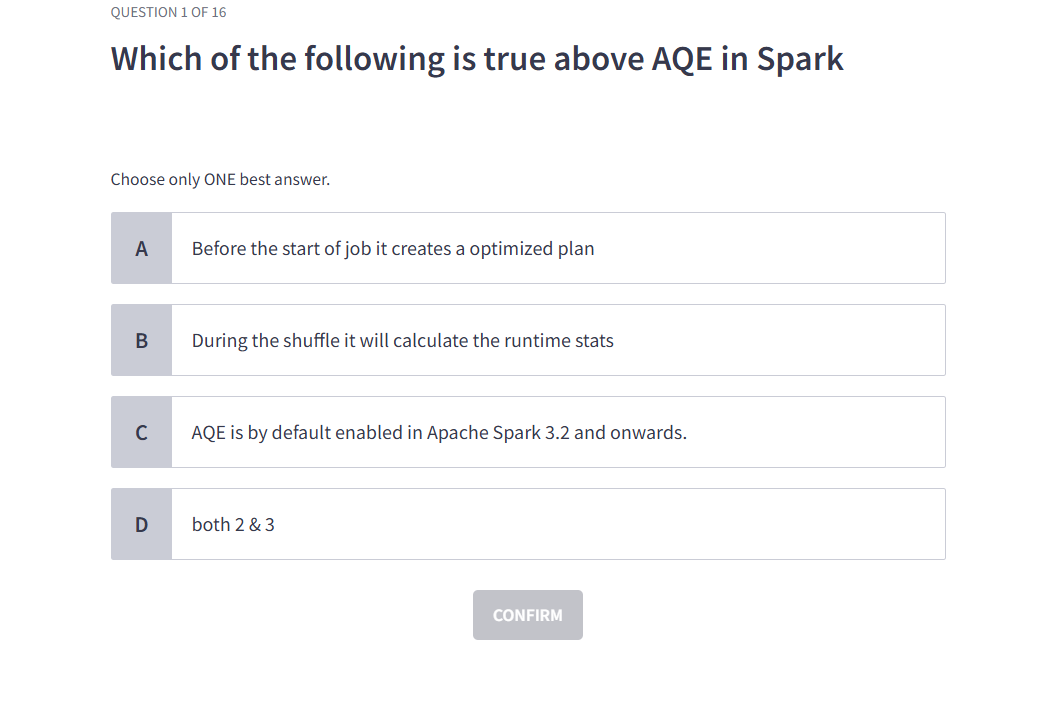 QUESTION 1 OF 16
Which of the following is true above AQE in Spark
Choose only ONE best answer.
A Before the start of job it creates a optimized plan
B During the shuffle it will calculate the runtime stats
C AQE is by default enabled in Apache Spark 3.2 and onwards.
D both 2 & 3
CONFIRM